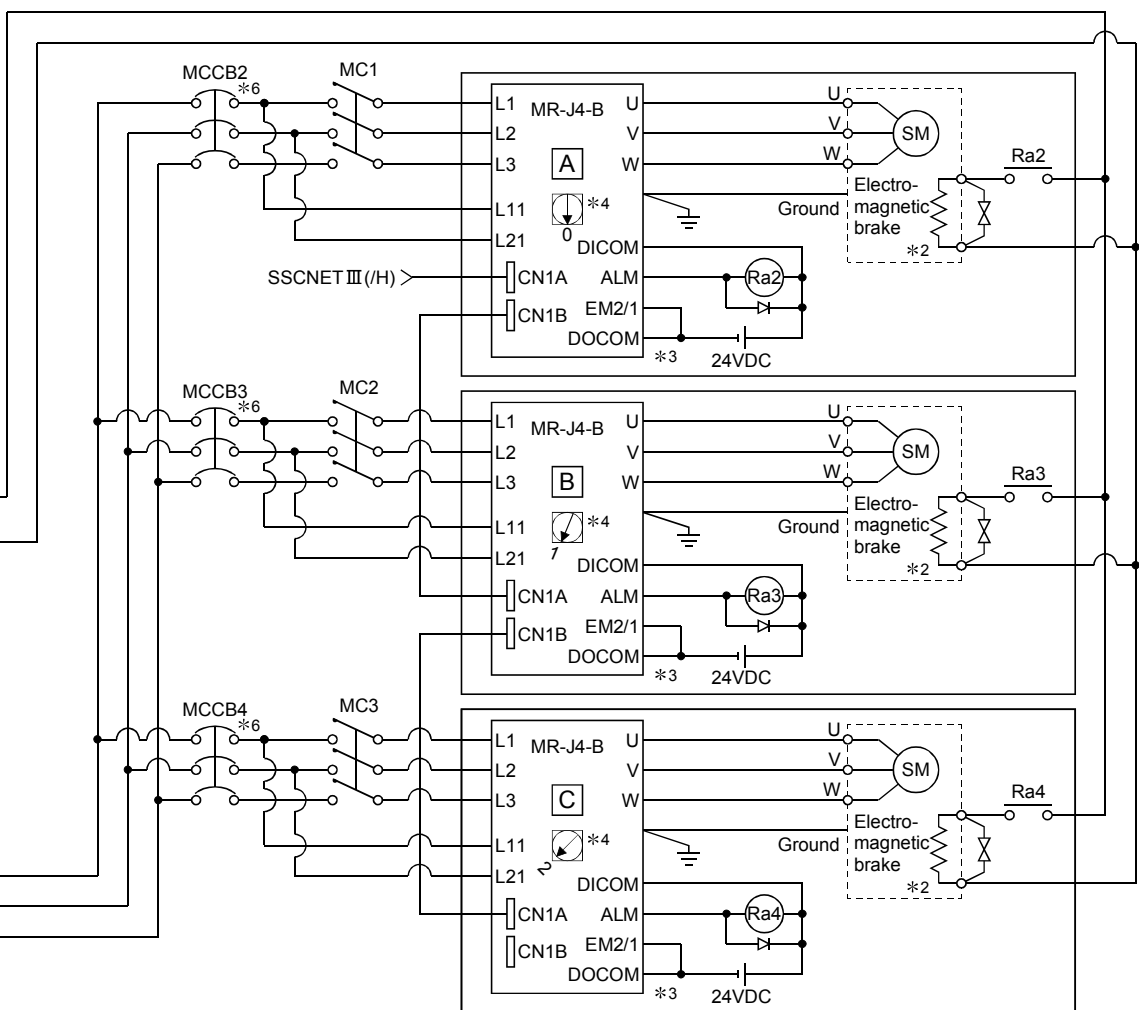 MCCB2
∗6
MC1
L1
MR-J4-B
U
U
L2
V
V
SM
L3
A
W
W
Ra2
L11
∗4
0
Ground
Electro-
magnetic
brake
∗2
L21
DICOM
SSCNETⅢ(/H)
CN1A
ALM
Ra2
CN1B
EM2/1
DOCOM
∗3
24VDC
MCCB3
∗6
MC2
L1
MR-J4-B
U
U
L2
V
V
SM
L3
B
W
W
Ra3
L11
∗4
1
Ground
Electro-
magnetic
brake
∗2
L21
DICOM
CN1A
ALM
Ra3
CN1B
EM2/1
DOCOM
∗3
24VDC
MCCB4
∗6
MC3
L1
MR-J4-B
U
U
L2
V
V
SM
L3
C
W
W
Ra4
L11
∗4
2
Ground
Electro-
magnetic
brake
∗2
L21
DICOM
CN1A
ALM
Ra4
CN1B
EM2/1
DOCOM
∗3
24VDC